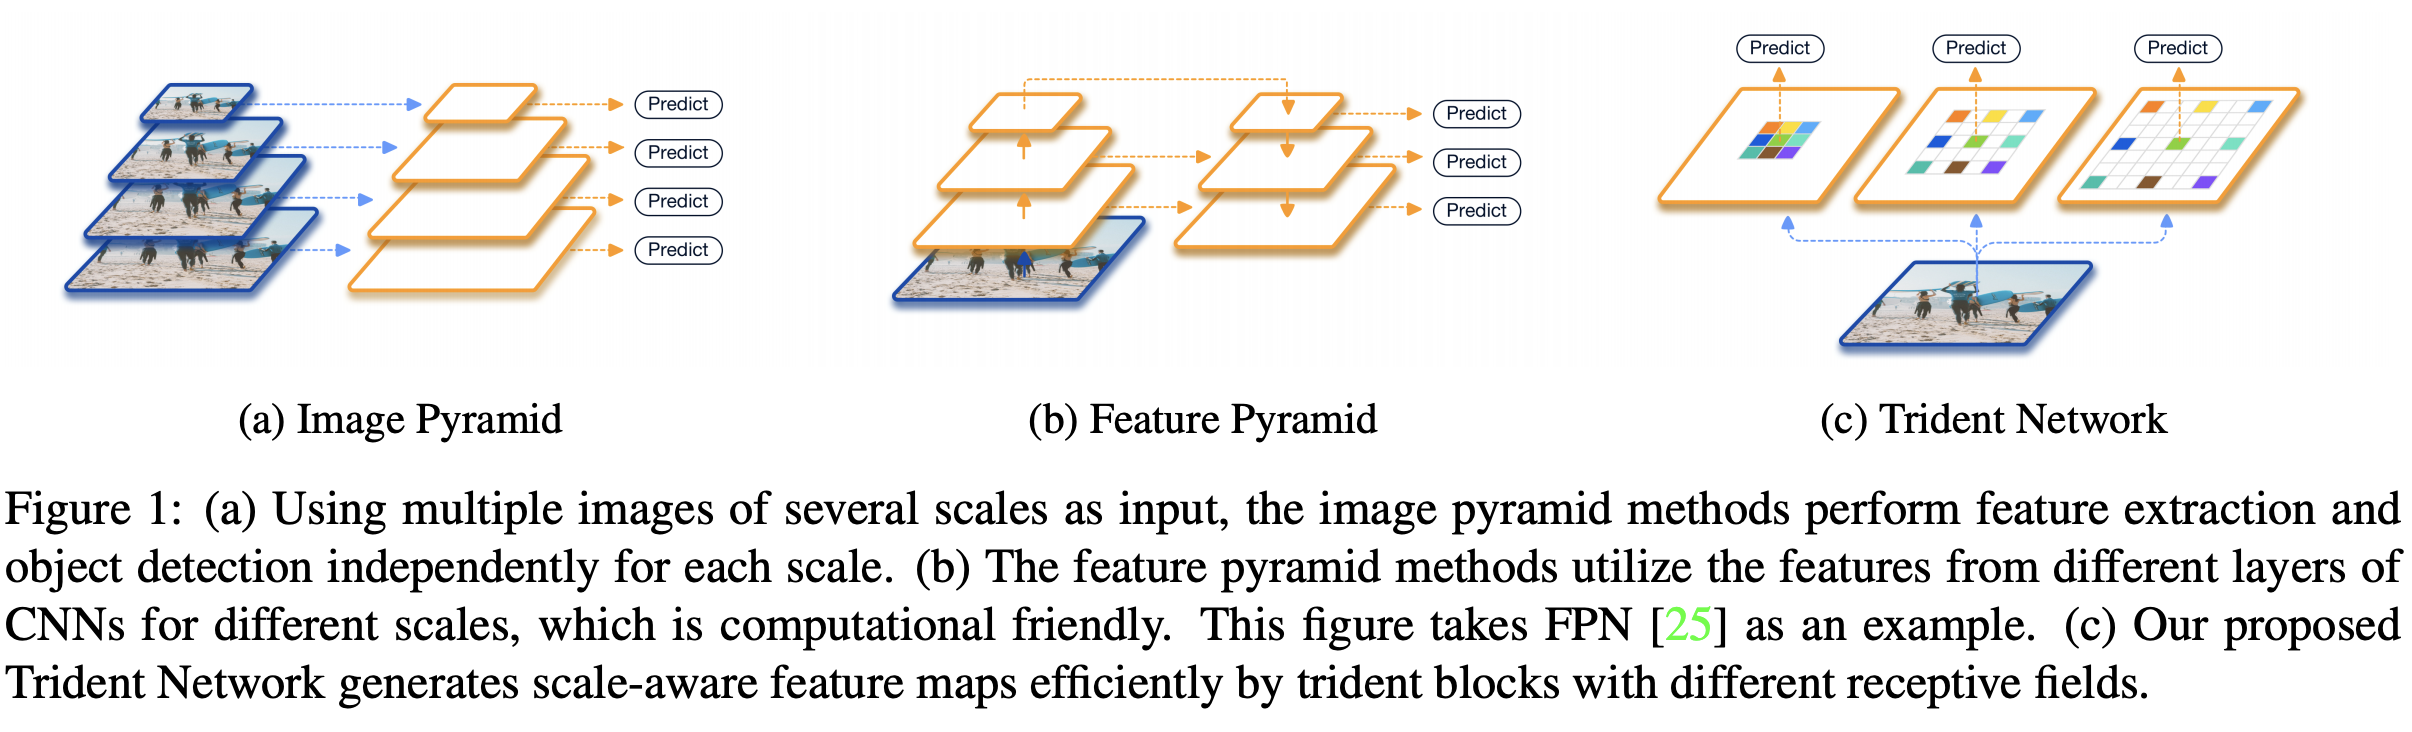 Predict
Predict
Predict
Predict
Predict
Predict
Predict
Predict
Predict
Predict
(a) Image Pyramid
(b) Feature Pyramid
(c) Trident Network
Figure 1: (a) Using multiple images of several scales as input, the image pyramid methods perform feature extraction and
object detection independently for each scale. (b) The feature pyramid methods utilize the features from different layers of
CNNs for different scales, which is computational friendly. This figure takes FPN [25] as an example. (c) Our proposed
Trident Network generates scale-aware feature maps efficiently by trident blocks with different receptive fields.